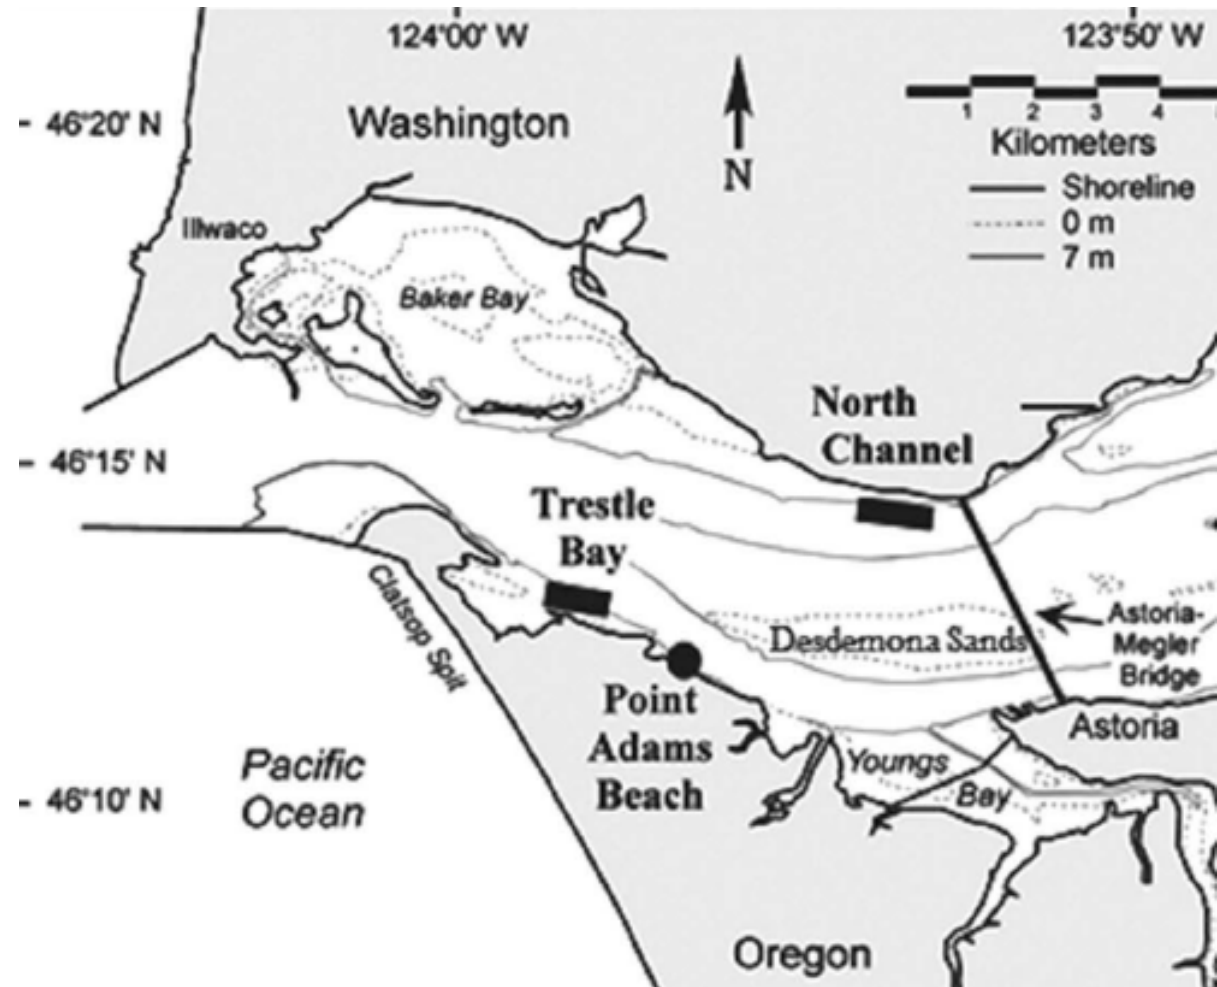 124°00' W
123°50' W
46°20' N
Washington
N
1 2 3 4
Kilometers
Shoreline
0 m
7 m
Illwaco
Baker Bay
North
Channel
46°15' N
Trestle
Bay
Clatsop Spit
Desdemona Sands
Astoria-
Megler
Bridge
Point
Adams
Beach
Astoria
Youngs
Bay
Pacific
Ocean
46°10' N
Oregon